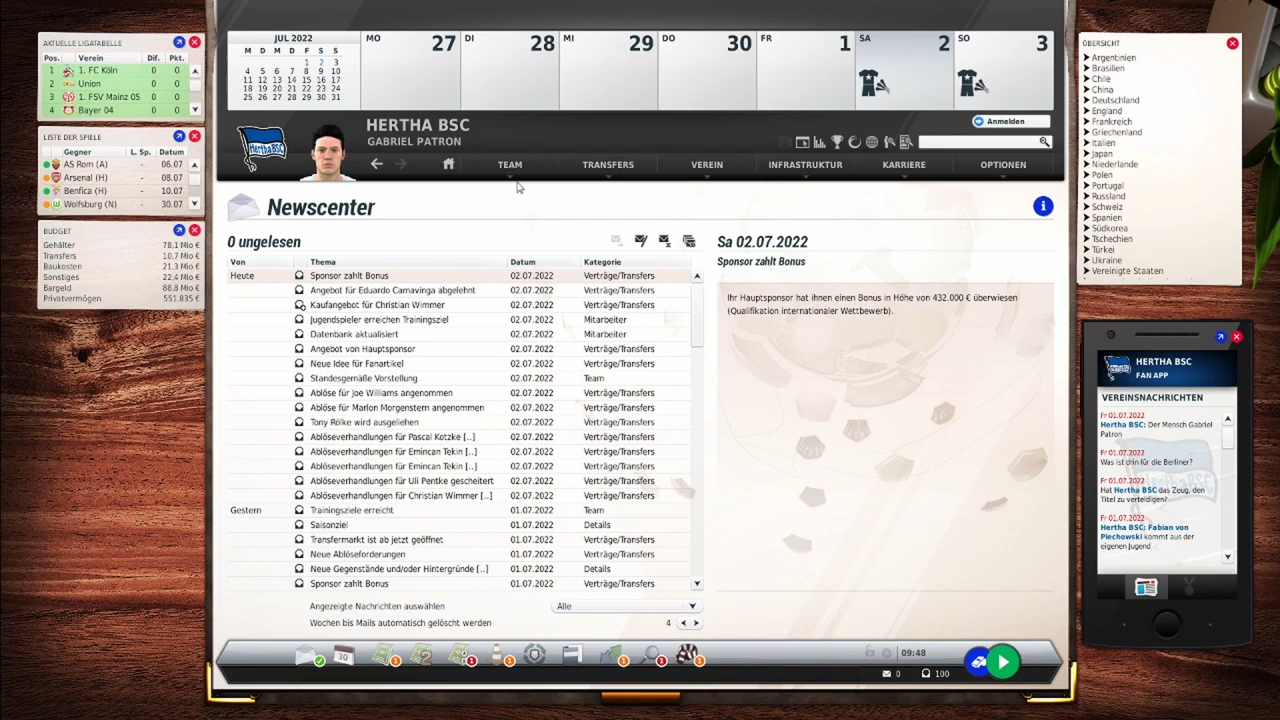 AKTUELLE LIGATABELLE
Pos. Verein Dif. Pkt.
1 1. FC Köln 0 0
2 Union 0 0
3 1. FSV Mainz 05 0 0
4 Bayer 04 0 0
LISTE DER SPIELE
Gegner L. Sp. Datum
AS Rom (A) - 06.07
Arsenal (H) - 08.07
Benfica (H) - 10.07
Wolfsburg (N) - 30.07
BUDGET
Gehälter 78,1 Mio €
Transfers 10,7 Mio €
Baukosten 21,3 Mio €
Sonstiges 22,4 Mio €
Bargeld 88,8 Mio €
Privatvermögen 551.835 €
JUL 2022
M D M D F S S
1 2 3
4 5 6 7 8 9 10
11 12 13 14 15 16 17
18 19 20 21 22 23 24
25 26 27 28 29 30 31
MO 27
DI 28
MI 29
DO 30
FR 1
SA 2
SO 3
HERTHA BSC
GABRIEL PATRON
Anmelden
TEAM TRANSFERS VEREIN INFRASTRUKTUR KARRIERE OPTIONEN
Newscenter
0 ungelesen
Von Thema Datum Kategorie
Heute Sponsor zahlt Bonus 02.07.2022 Verträge/Transfers
Angebot für Eduardo Camavinga abgelehnt 02.07.2022 Verträge/Transfers
Kaufangebot für Christian Wimmer 02.07.2022 Verträge/Transfers
Jugendspieler erreichen Trainingsziel 02.07.2022 Mitarbeiter
Datenbank aktualisiert 02.07.2022 Mitarbeiter
Angebot von Hauptsponsor 02.07.2022 Verträge/Transfers
Neue Idee für Fanartikel 02.07.2022 Verträge/Transfers
Standesgemäße Vorstellung 02.07.2022 Team
Ablöse für Joe Williams angenommen 02.07.2022 Verträge/Transfers
Ablöse für Marlon Morgenstern angenommen 02.07.2022 Verträge/Transfers
Tony Rölke wird ausgeliehen 02.07.2022 Verträge/Transfers
Ablöseverhandlungen für Pascal Kotzke [..] 02.07.2022 Verträge/Transfers
Ablöseverhandlungen für Emincan Tekin [..] 02.07.2022 Verträge/Transfers
Ablöseverhandlungen für Emincan Tekin [..] 02.07.2022 Verträge/Transfers
Ablöseverhandlungen für Uli Pentke gescheitert 02.07.2022 Verträge/Transfers
Ablöseverhandlungen für Christian Wimmer [..] 02.07.2022 Verträge/Transfers
Gestern Trainingsziele erreicht 01.07.2022 Team
Saisonziel 01.07.2022 Details
Transfermarkt ist ab jetzt geöffnet 01.07.2022 Verträge/Transfers
Neue Ablöseforderungen 01.07.2022 Verträge/Transfers
Neue Gegenstände und/oder Hintergründe [..] 01.07.2022 Details
Sponsor zahlt Bonus 01.07.2022 Verträge/Transfers
Angezeigte Nachrichten auswählen Alle
Wochen bis Mails automatisch gelöscht werden 4
Sa 02.07.2022
Sponsor zahlt Bonus
Ihr Hauptsponsor hat ihnen einen Bonus in Höhe von 432.000 € überwiesen
(Qualifikation internationaler Wettbewerb).
30 1 2 1 1 1 1 1
09:48
0 100
ÜBERSICHT
Argentinien
Brasilien
Chile
China
Deutschland
England
Frankreich
Griechenland
Italien
Japan
Niederlande
Polen
Portugal
Russland
Schweiz
Spanien
Südkorea
Tschechien
Türkei
Ukraine
Vereinigte Staaten
HERTHA BSC
FAN APP
VEREINSNACHRICHTEN
Fr 01.07.2022
Hertha BSC: Der Mensch Gabriel
Patron
Fr 01.07.2022
Was ist drin für die Berliner?
Fr 01.07.2022
Hat Hertha BSC das Zeug, den
Titel zu verteidigen?
Fr 01.07.2022
Hertha BSC: Fabian von
Piechowski kommt aus der
eigenen Jugend